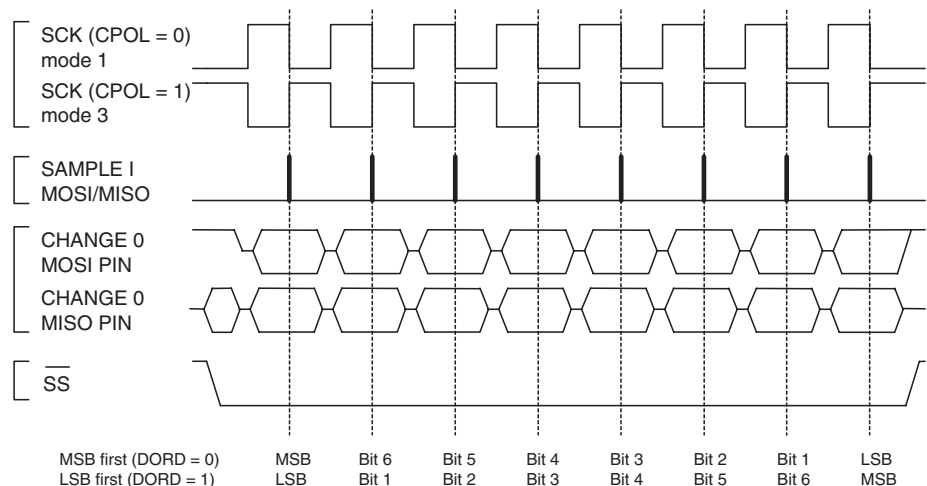 SCK (CPOL = 0)
mode 1
SCK (CPOL = 1)
mode 3
SAMPLE I
MOSI/MISO
CHANGE 0
MOSI PIN
CHANGE 0
MISO PIN
SS
MSB first (DORD = 0) MSB Bit 6 Bit 5 Bit 4 Bit 3 Bit 2 Bit 1 LSB
LSB first (DORD = 1) LSB Bit 1 Bit 2 Bit 3 Bit 4 Bit 5 Bit 6 MSB